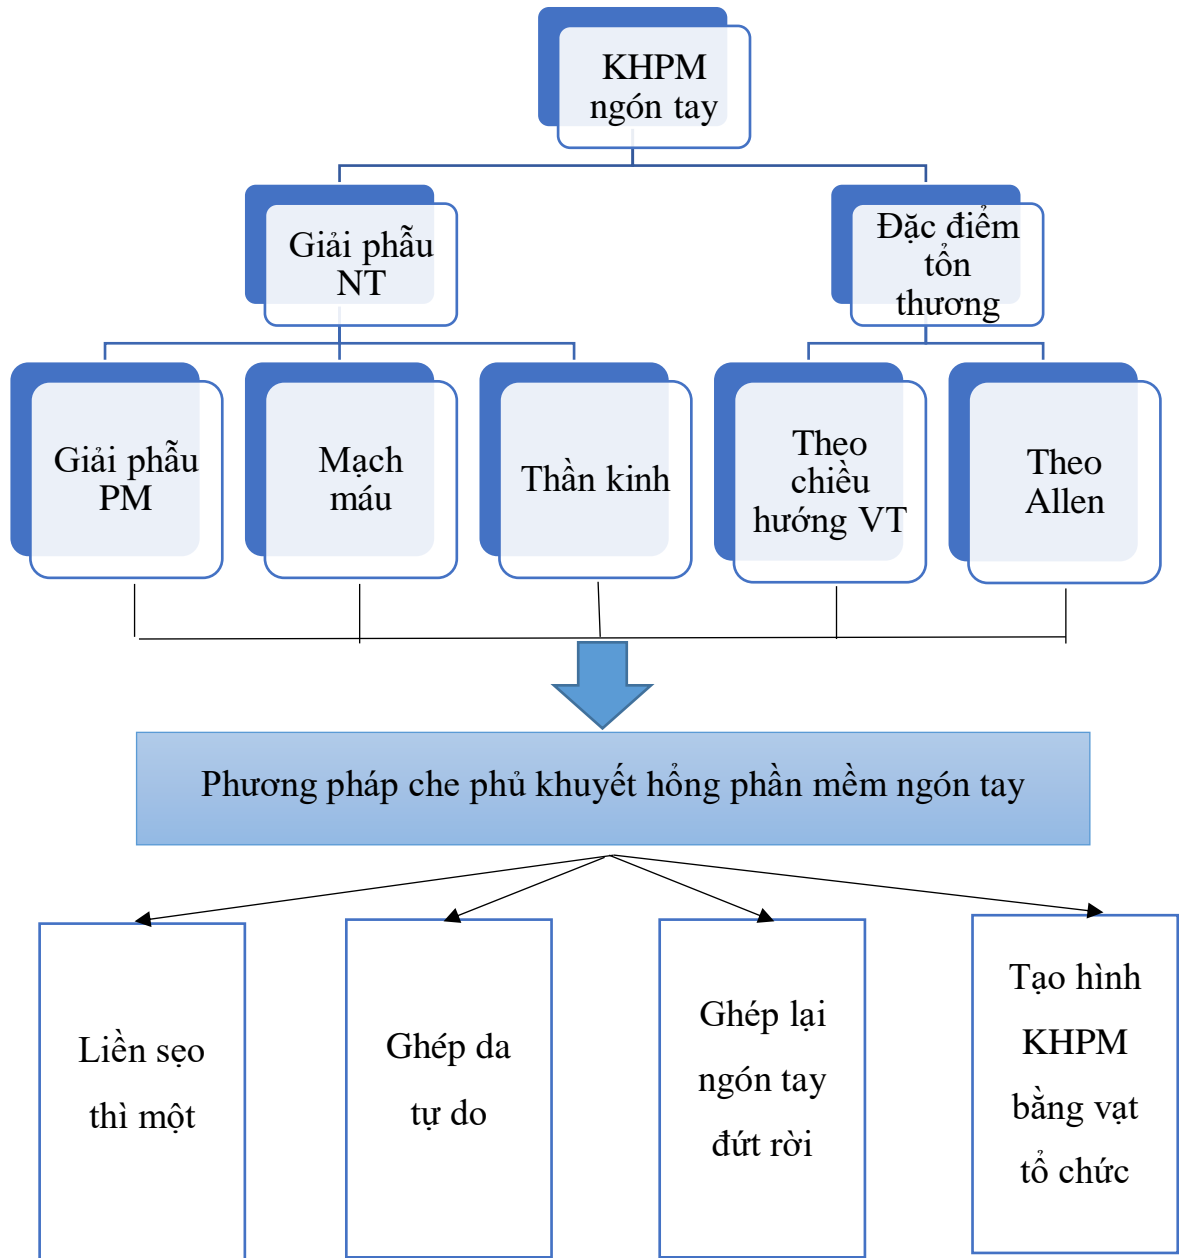 KHPM
ngón tay
Giải phẫu
NT
Đặc điểm
tổn
thương
Giải phẫu
PM
Mạch
máu
Thần kinh
Theo
chiều
hướng VT
Theo
Allen
Phương pháp che phủ khuyết hổng phần mềm ngón tay
Liền sẹo
thì một
Ghép da
tự do
Ghép lại
ngón tay
đứt rời
Tạo hình
KHPM
bằng vạt
tổ chức